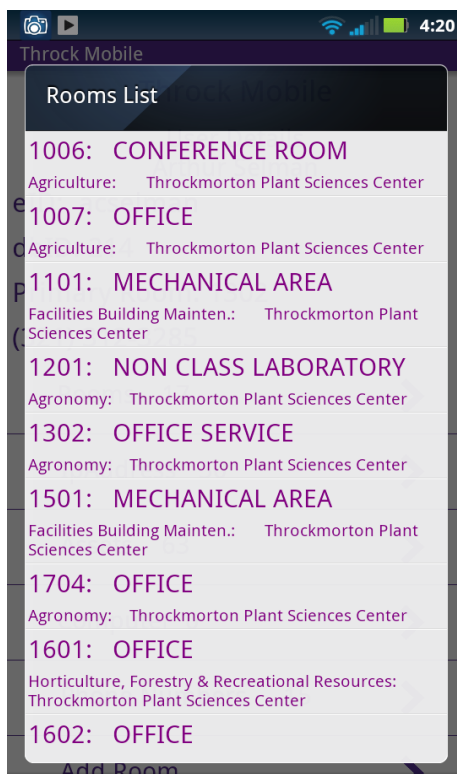 4:20
Throck Mobile
Rooms List
1006: CONFERENCE ROOM
Agriculture: Throckmorton Plant Sciences Center
1007: OFFICE
Agriculture: Throckmorton Plant Sciences Center
1101: MECHANICAL AREA
Facilities Building Mainten.: Throckmorton Plant
Sciences Center
1201: NON CLASS LABORATORY
Agronomy: Throckmorton Plant Sciences Center
1302: OFFICE SERVICE
Agronomy: Throckmorton Plant Sciences Center
1501: MECHANICAL AREA
Facilities Building Mainten.: Throckmorton Plant
Sciences Center
1704: OFFICE
Agronomy: Throckmorton Plant Sciences Center
1601: OFFICE
Horticulture, Forestry & Recreational Resources:
Throckmorton Plant Sciences Center
1602: OFFICE
Add Room